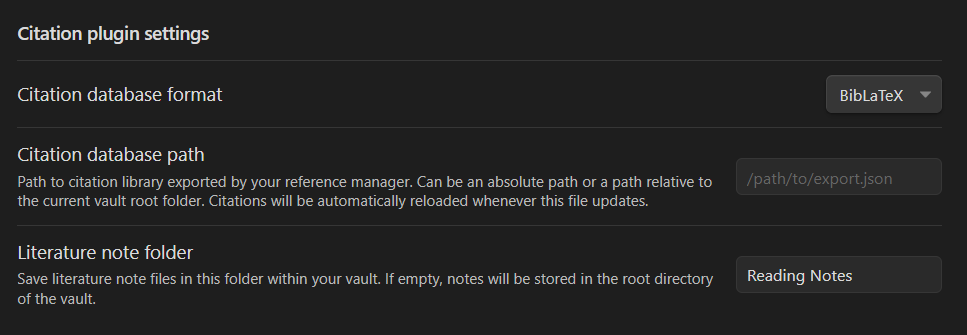 Citation plugin settings
Citation database format
BibLaTeX
Citation database path
Path to citation library exported by your reference manager. Can be an absolute path or a path relative to
the current vault root folder. Citations will be automatically reloaded whenever this file updates.
/path/to/export.json
Literature note folder
Save literature note files in this folder within your vault. If empty, notes will be stored in the root directory
of the vault.
Reading Notes